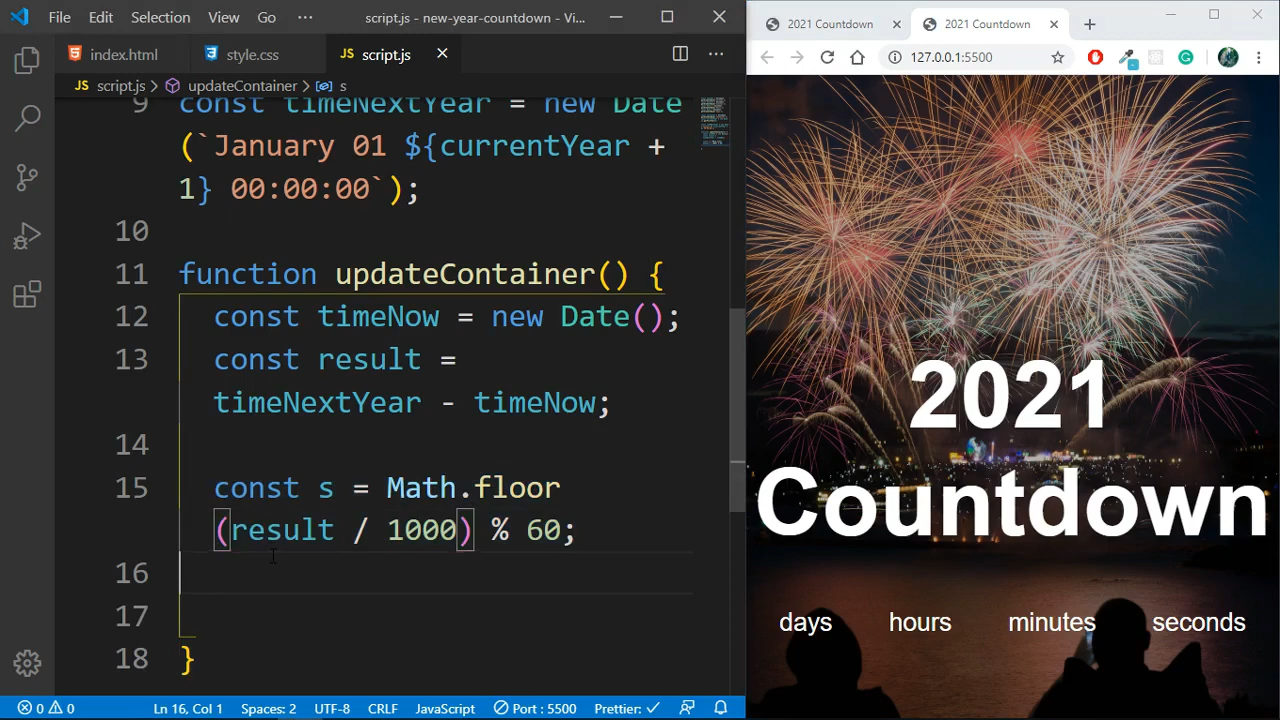 File Edit Selection View Go ··· script.js - new-year-countdown - Vi...
index.html style.css JS script.js
JS script.js > updateContainer > s
9 const timeNextYear = new Date
(`January 01 ${currentYear +
1} 00:00:00`);
10
11 function updateContainer() {
12 const timeNow = new Date();
13 const result =
timeNextYear - timeNow;
14
15 const s = Math.floor
(result / 1000) % 60;
16
17
18 }
0 0 Ln 16, Col 1 Spaces: 2 UTF-8 CRLF JavaScript Port : 5500 Prettier: ✓
2021 Countdown 2021 Countdown
127.0.0.1:5500
2021
Countdown
days hours minutes seconds